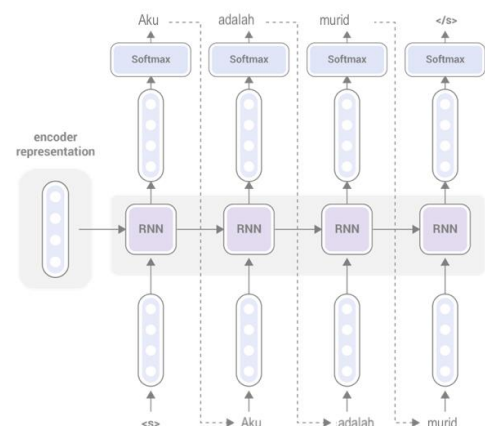 Aku adalah murid </s>
Softmax Softmax Softmax Softmax
encoder
representation
RNN RNN RNN RNN
<s> Aku adalah murid